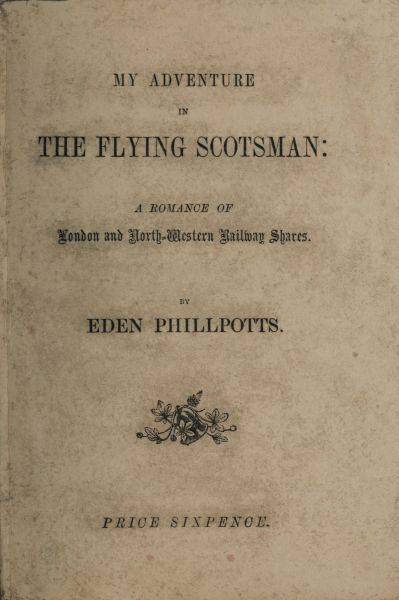 MY ADVENTURE
IN
THE FLYING SCOTSMAN:
A ROMANCE OF
London and North-Western Railway Shares.
BY
EDEN PHILLPOTTS.
PRICE SIXPENCE.